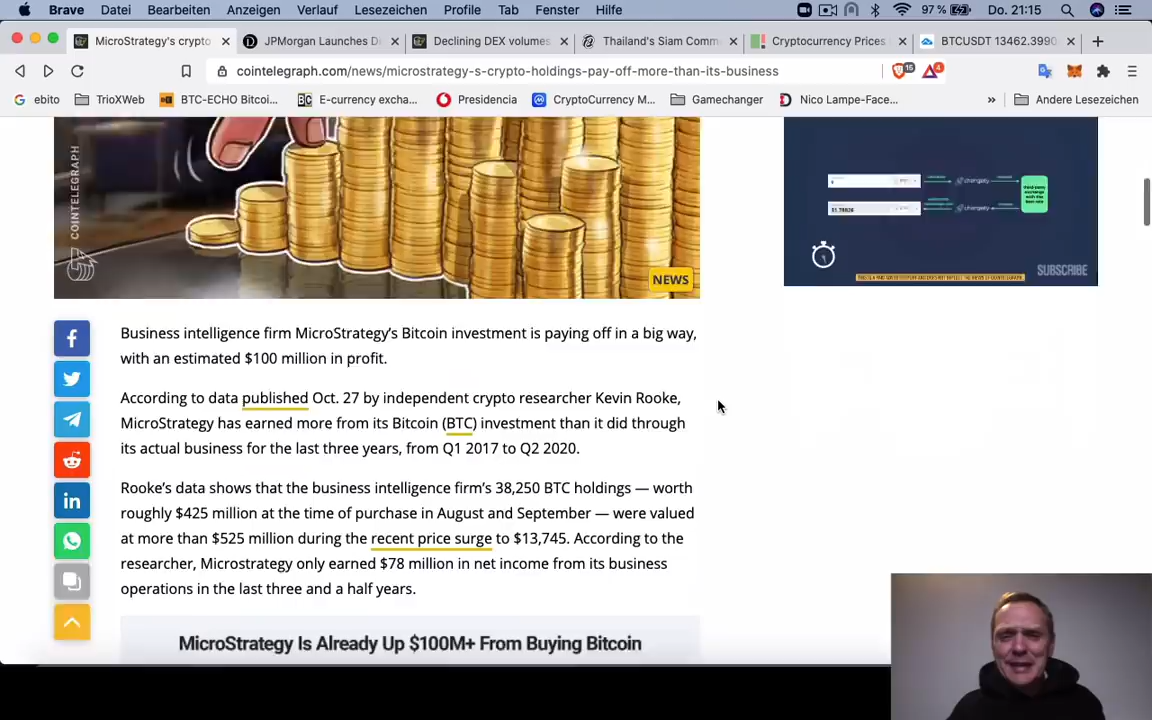 Brave Datei Bearbeiten Anzeigen Verlauf Lesezeichen Profile Tab Fenster Hilfe 97 % Do. 21:15
MicroStrategy's crypto
JPMorgan Launches Di
Declining DEX volumes
Thailand's Siam Comm
Cryptocurrency Prices
BTCUSDT 13462.3990
cointelegraph.com/news/microstrategy-s-crypto-holdings-pay-off-more-than-its-business
15
4
ebito
TrioXWeb
BTC-ECHO Bitcoi...
E-currency excha...
Presidencia
CryptoCurrency M...
Gamechanger
Nico Lampe-Face...
»
Andere Lesezeichen
COINTELEGRAPH
NEWS
changelly
changelly
SUBSCRIBE
Business intelligence firm MicroStrategy's Bitcoin investment is paying off in a big way,
with an estimated $100 million in profit.
According to data published Oct. 27 by independent crypto researcher Kevin Rooke,
MicroStrategy has earned more from its Bitcoin (BTC) investment than it did through
its actual business for the last three years, from Q1 2017 to Q2 2020.
Rooke's data shows that the business intelligence firm's 38,250 BTC holdings — worth
roughly $425 million at the time of purchase in August and September — were valued
at more than $525 million during the recent price surge to $13,745. According to the
researcher, Microstrategy only earned $78 million in net income from its business
operations in the last three and a half years.
MicroStrategy Is Already Up $100M+ From Buying Bitcoin